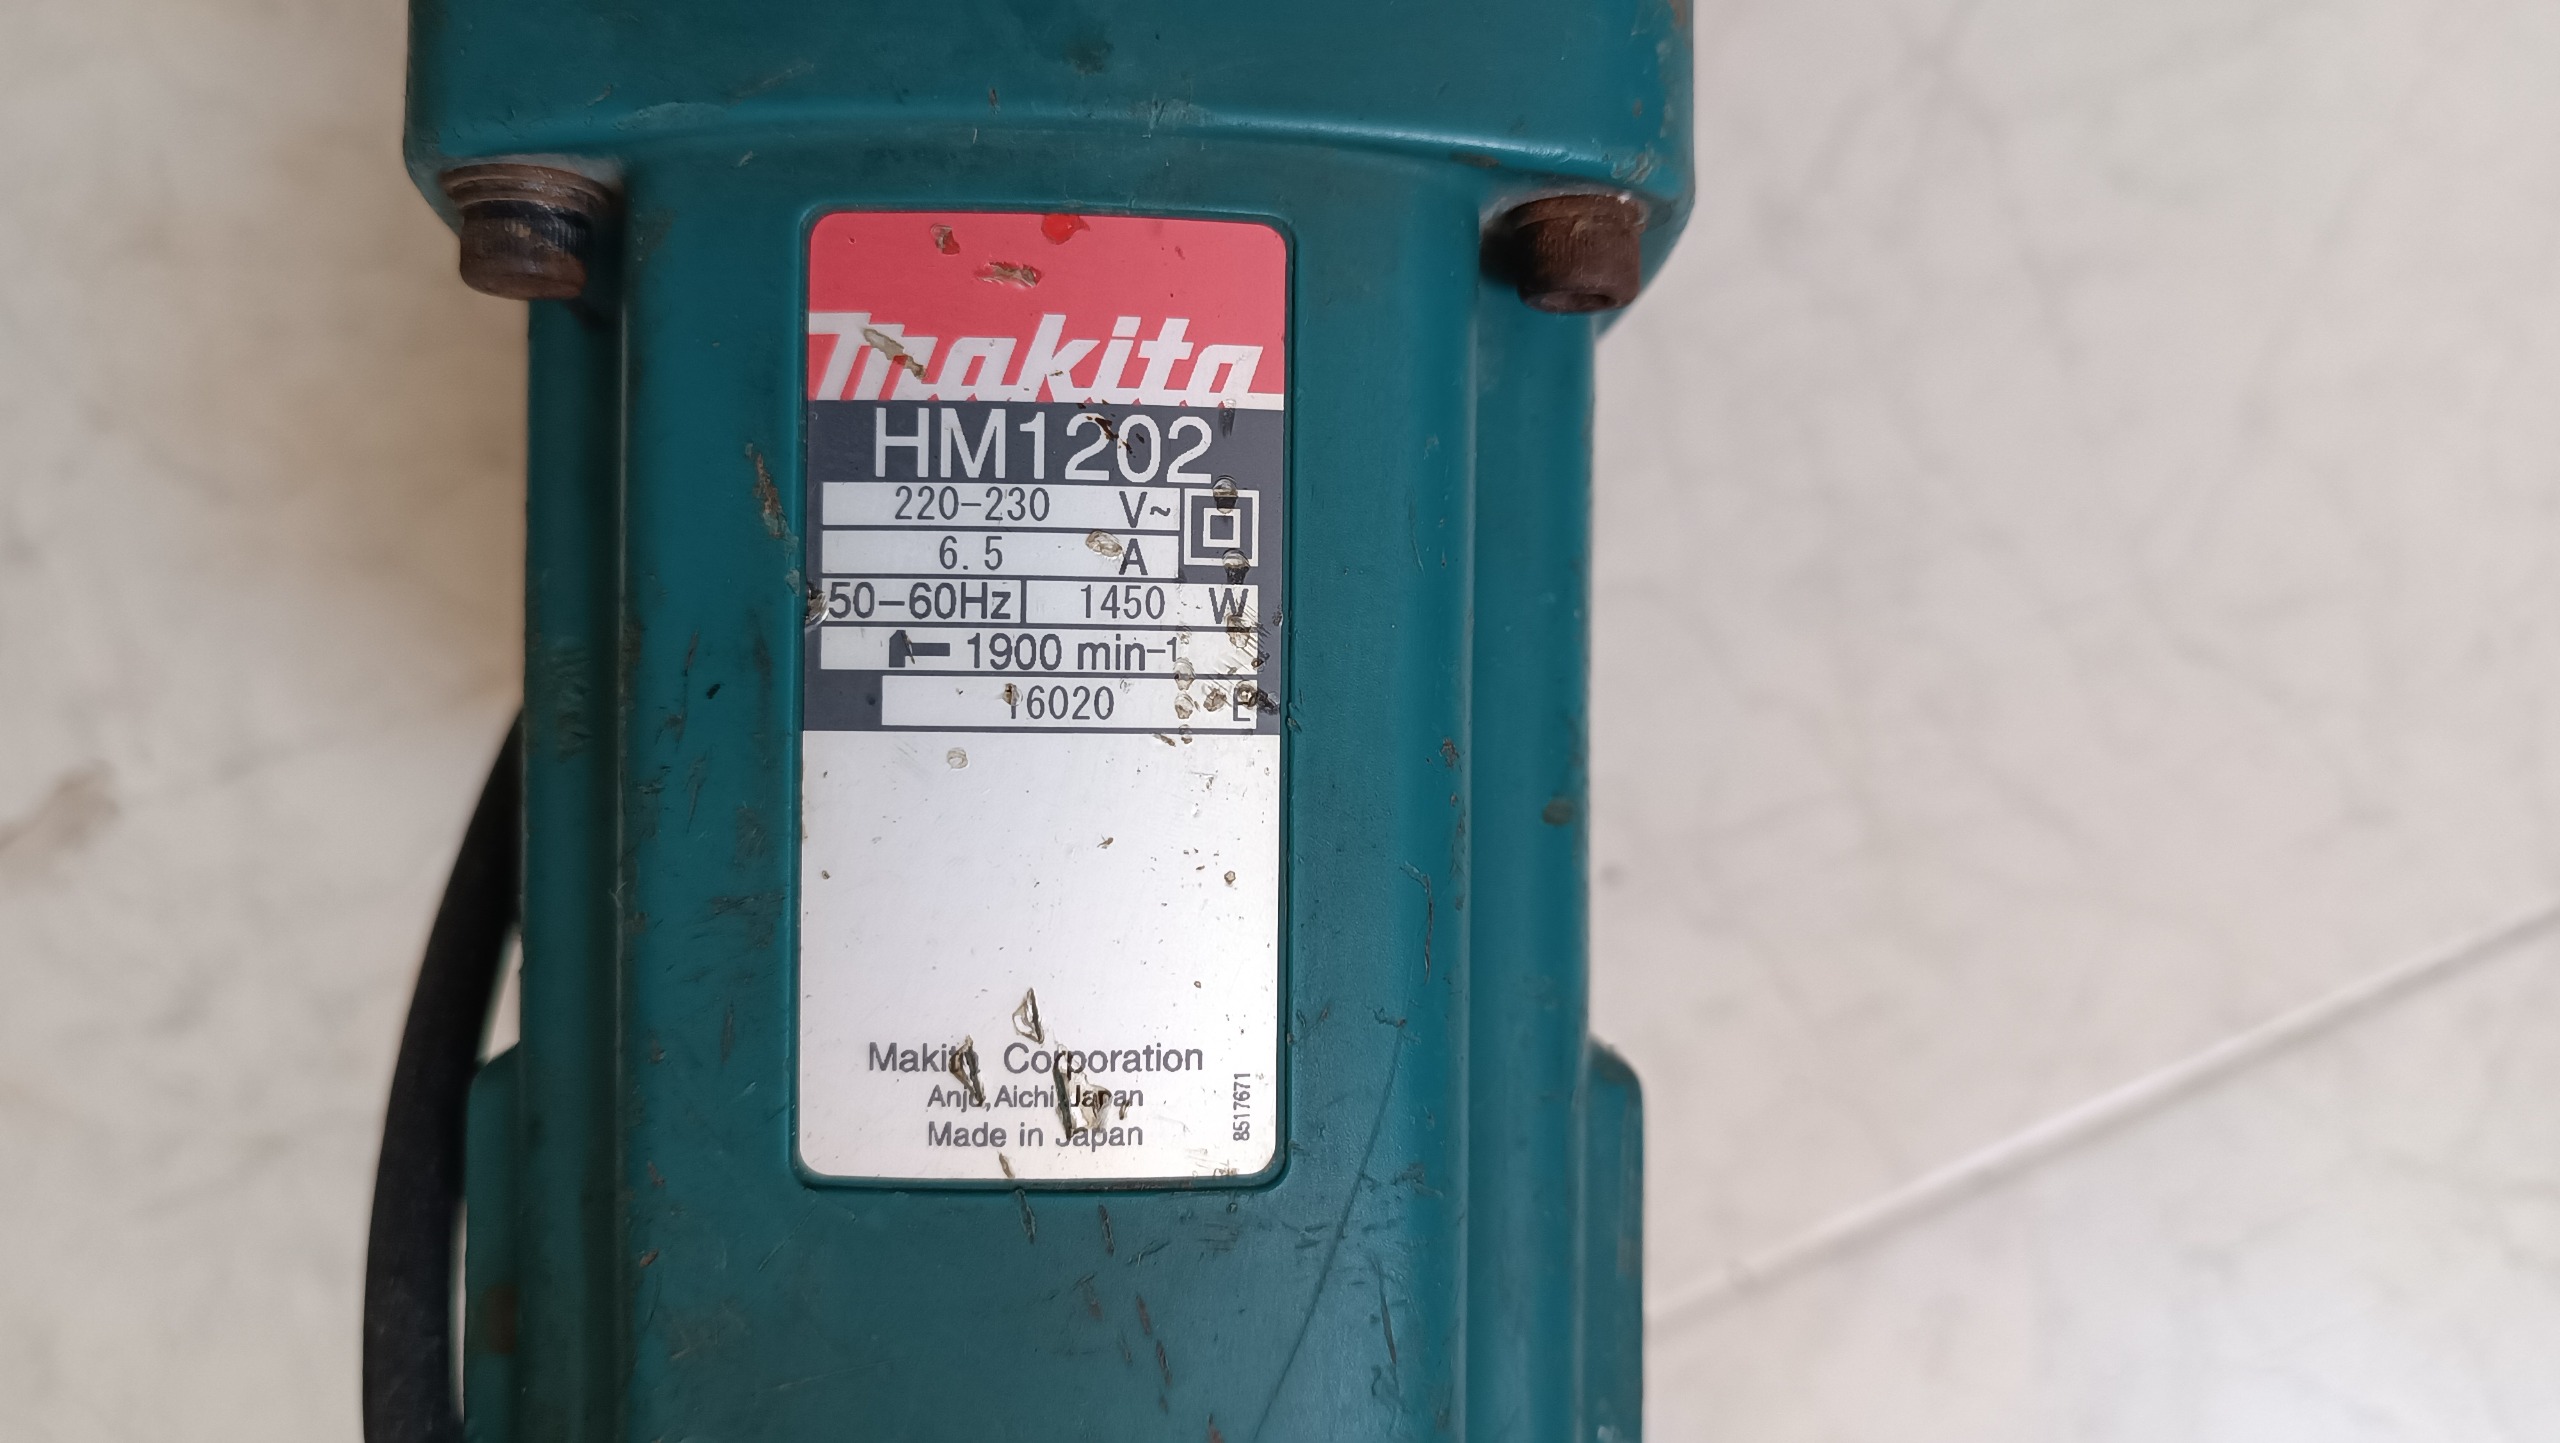 makita
HM1202
220-230 V~
6.5 A
50-60Hz 1450 W
1900 min-1
16020 E
Makita Corporation
Anjo, Aichi Japan
Made in Japan
8517671